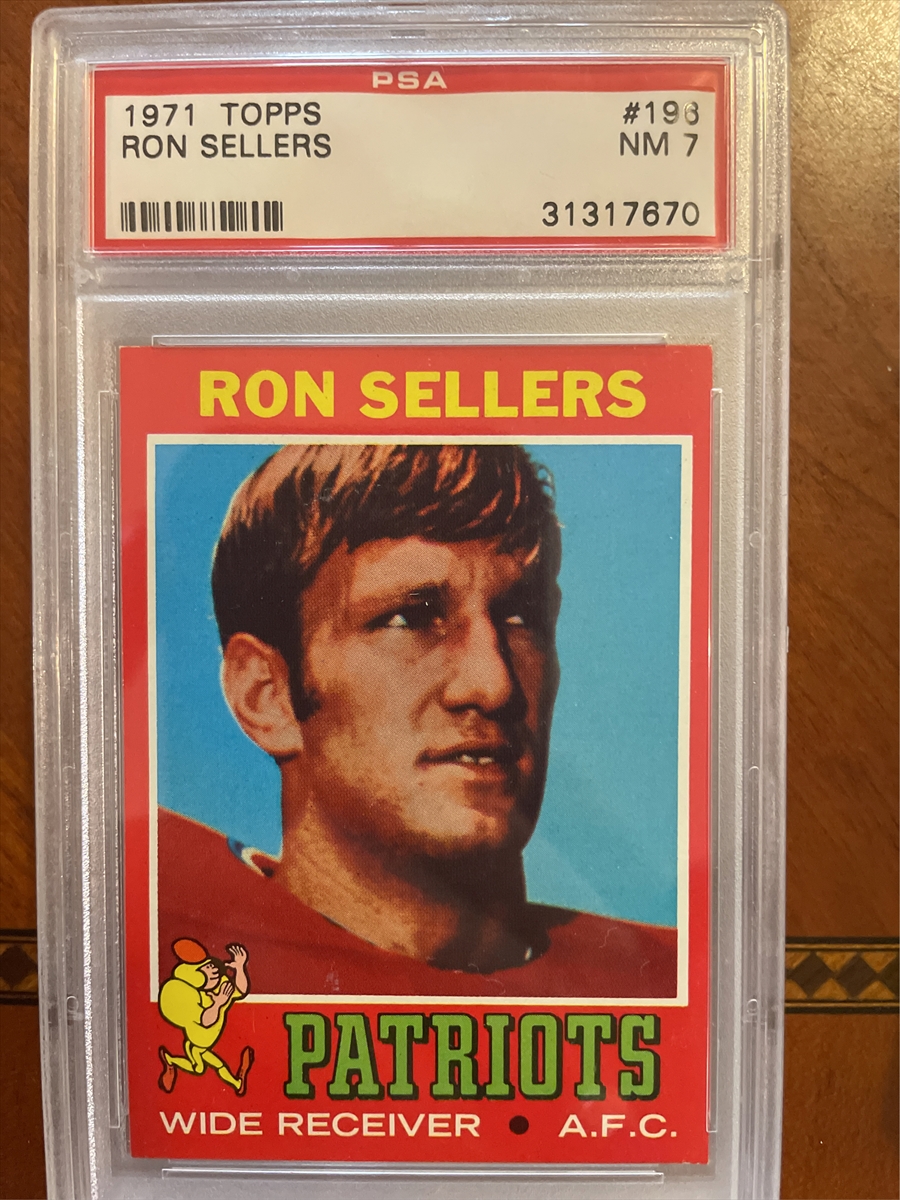 PSA
1971 TOPPS #196
RON SELLERS NM 7
31317670
RON SELLERS
PATRIOTS
WIDE RECEIVER • A.F.C.